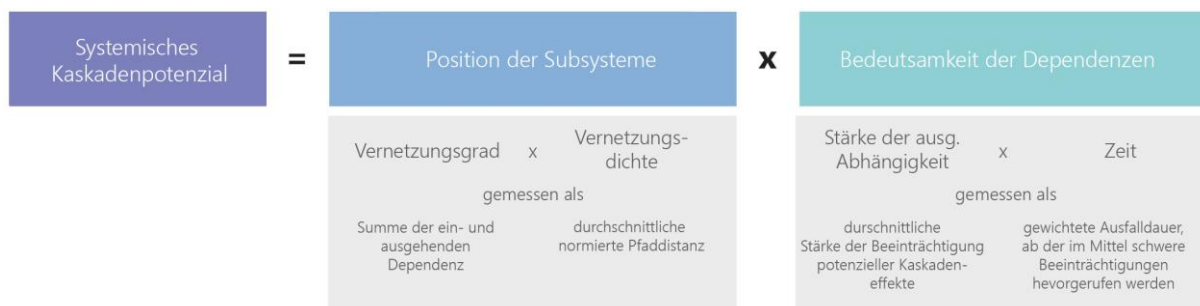 Systemisches
Kaskadenpotenzial
=
Position der Subsysteme
x
Bedeutsamkeit der Dependenzen
Vernetzungsgrad x Vernetzungs-
dichte
gemessen als
Summe der ein- und
ausgehenden
Dependenz
durchschnittliche
normierte Pfaddistanz
Stärke der ausg.
Abhängigkeit
x
Zeit
gemessen als
durschnittliche
Stärke der Beeinträchtigung
potenzieller Kaskaden-
effekte
gewichtete Ausfalldauer,
ab der im Mittel schwere
Beeinträchtigungen
hevorgerufen werden